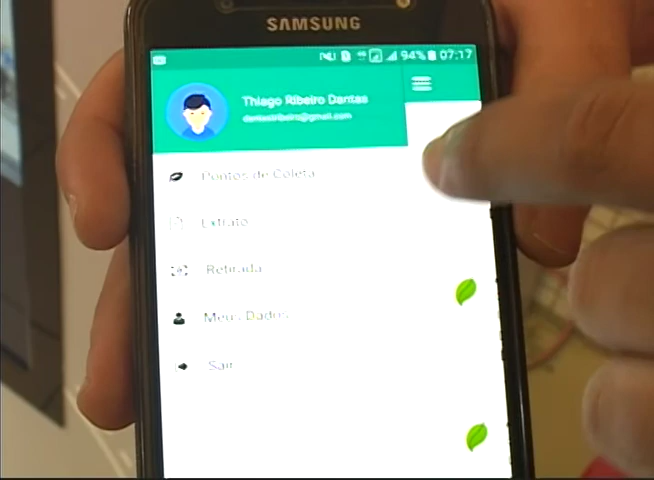 SAMSUNG
94% 07:17
Thiago Ribeiro Dantas
Pontos de Coleta
Extrato
Retirada
Meus Dados
Sair